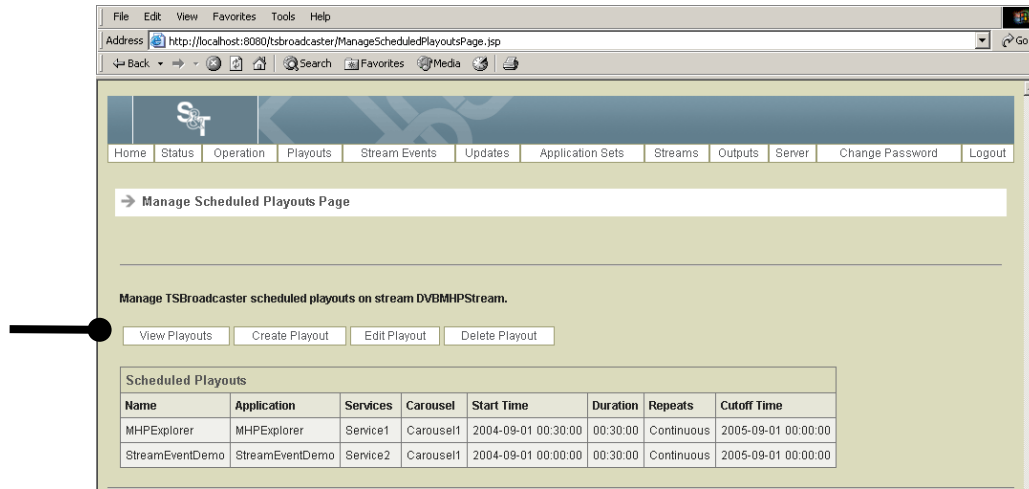 File Edit View Favorites Tools Help
Address http://localhost:8080/tsbroadcaster/ManageScheduledPlayoutsPage.jsp Go
Back Search Favorites Media
S&T
Home Status Operation Playouts Stream Events Updates Application Sets Streams Outputs Server Change Password Logout
Manage Scheduled Playouts Page
Manage TSBroadcaster scheduled playouts on stream DVBMHPStream.
View Playouts Create Playout Edit Playout Delete Playout
Scheduled Playouts
Name Application Services Carousel Start Time Duration Repeats Cutoff Time
MHPExplorer MHPExplorer Service1 Carousel1 2004-09-01 00:30:00 00:30:00 Continuous 2005-09-01 00:00:00
StreamEventDemo StreamEventDemo Service2 Carousel1 2004-09-01 00:00:00 00:30:00 Continuous 2005-09-01 00:00:00